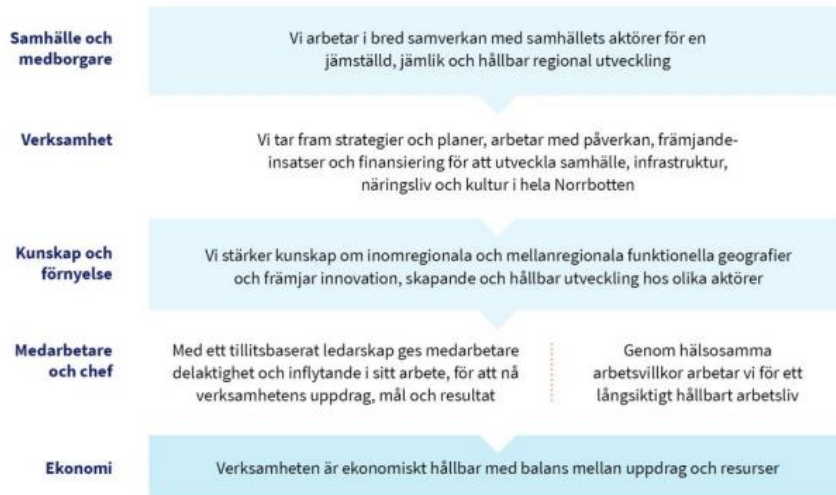 Samhälle och
medborgare
Vi arbetar i bred samverkan med samhällets aktörer för en
jämställd, jämlik och hållbar regional utveckling
Verksamhet
Vi tar fram strategier och planer, arbetar med påverkan, främjande-
insatser och finansiering för att utveckla samhälle, infrastruktur,
näringsliv och kultur i hela Norrbotten
Kunskap och
förnyelse
Vi stärker kunskap om inomregionala och mellanregionala funktionella geografier
och främjar innovation, skapande och hållbar utveckling hos olika aktörer
Medarbetare
och chef
Med ett tillitsbaserat ledarskap ges medarbetare
delaktighet och inflytande i sitt arbete, för att nå
verksamhetens uppdrag, mål och resultat
Genom hälsosamma
arbetsvillkor arbetar vi för ett
långsiktigt hållbart arbetsliv
Ekonomi
Verksamheten är ekonomiskt hållbar med balans mellan uppdrag och resurser